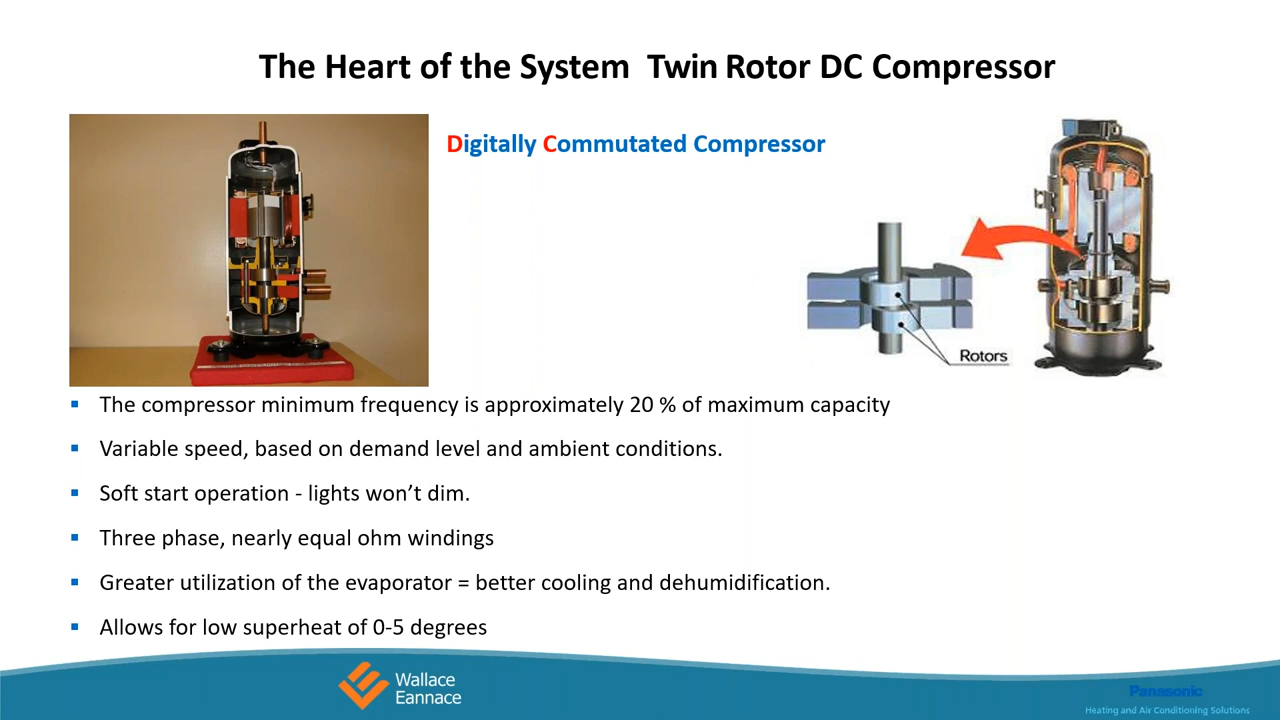 The Heart of the System  Twin Rotor DC Compressor
Digitally Commutated Compressor
Rotors
▪ The compressor minimum frequency is approximately 20 % of maximum capacity
▪ Variable speed, based on demand level and ambient conditions.
▪ Soft start operation - lights won’t dim.
▪ Three phase, nearly equal ohm windings
▪ Greater utilization of the evaporator = better cooling and dehumidification.
▪ Allows for low superheat of 0-5 degrees
Wallace
Eannace
Panasonic
Heating and Air Conditioning Solutions